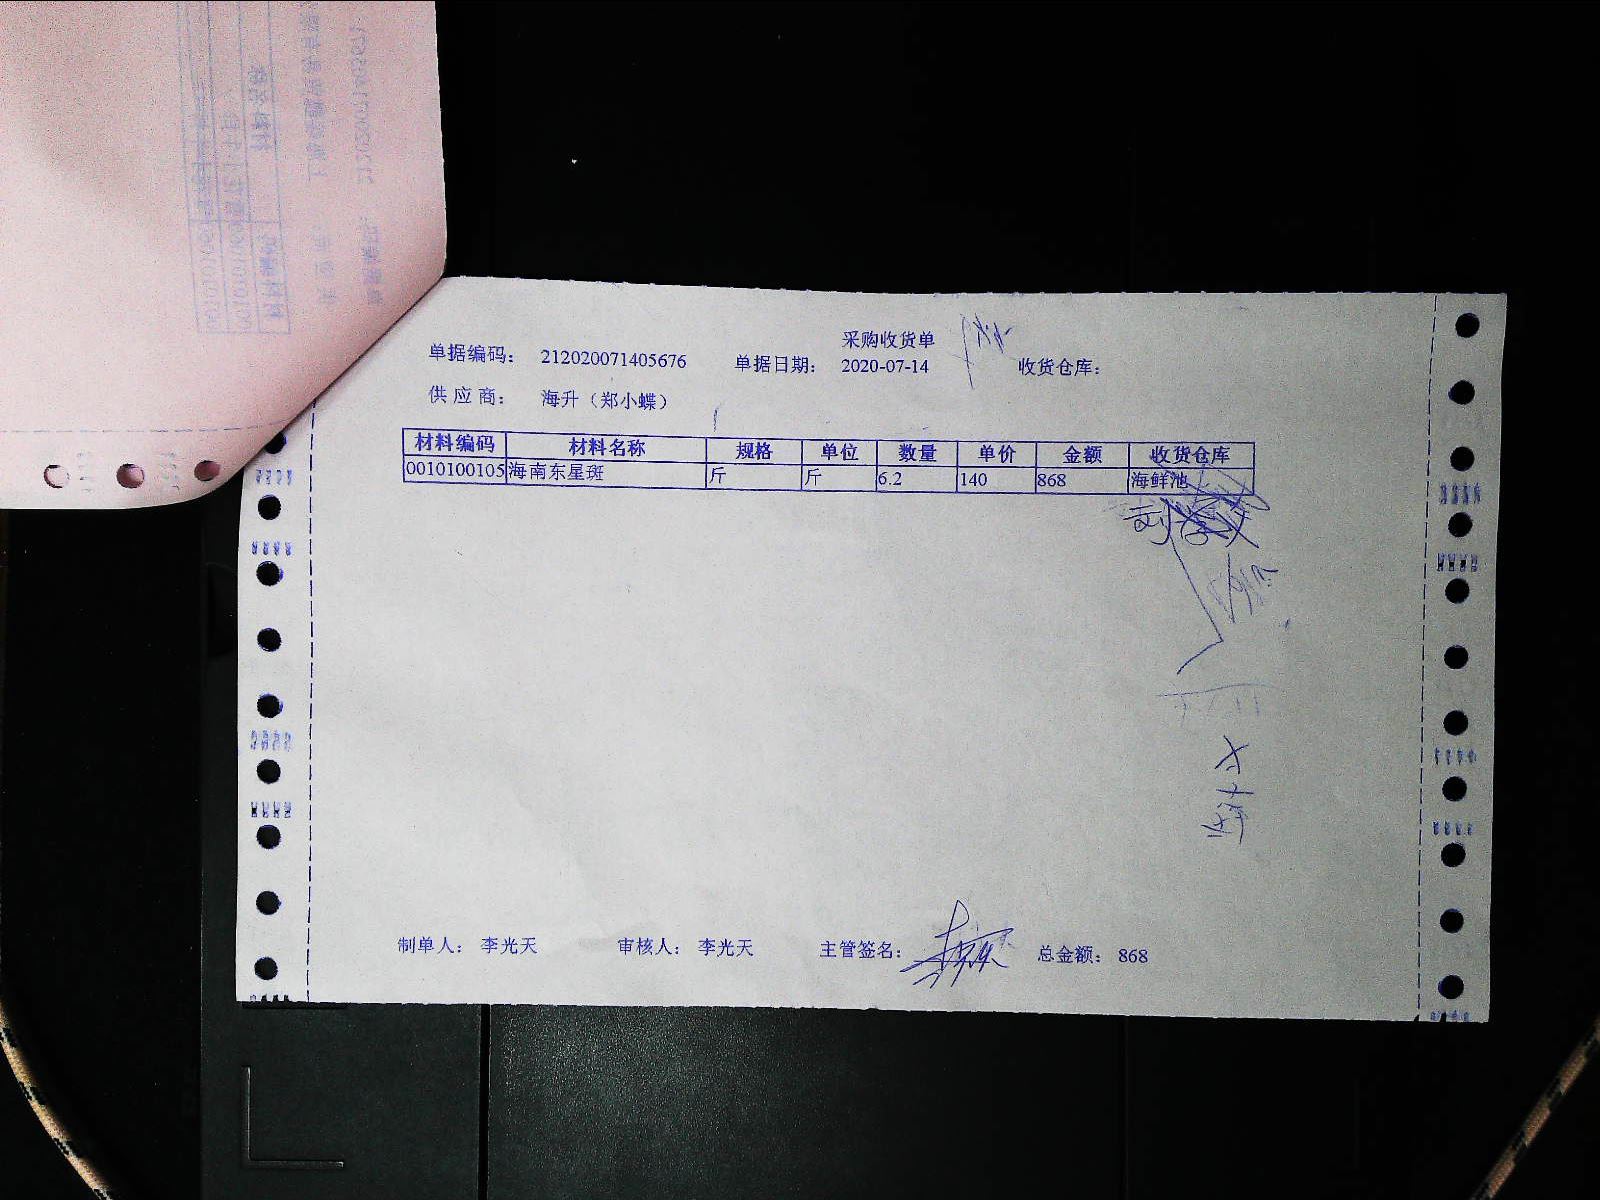 采购收货单
单据编码： 212020071405676 单据日期： 2020-07-14 收货仓库：
供应商： 海升（郑小蝶）
材料编码 材料名称 规格 单位 数量 单价 金额 收货仓库
0010100105 海南东星斑 斤 斤 6.2 140 868 海鲜池
制单人： 李光天 审核人： 李光天 主管签名： 总金额： 868